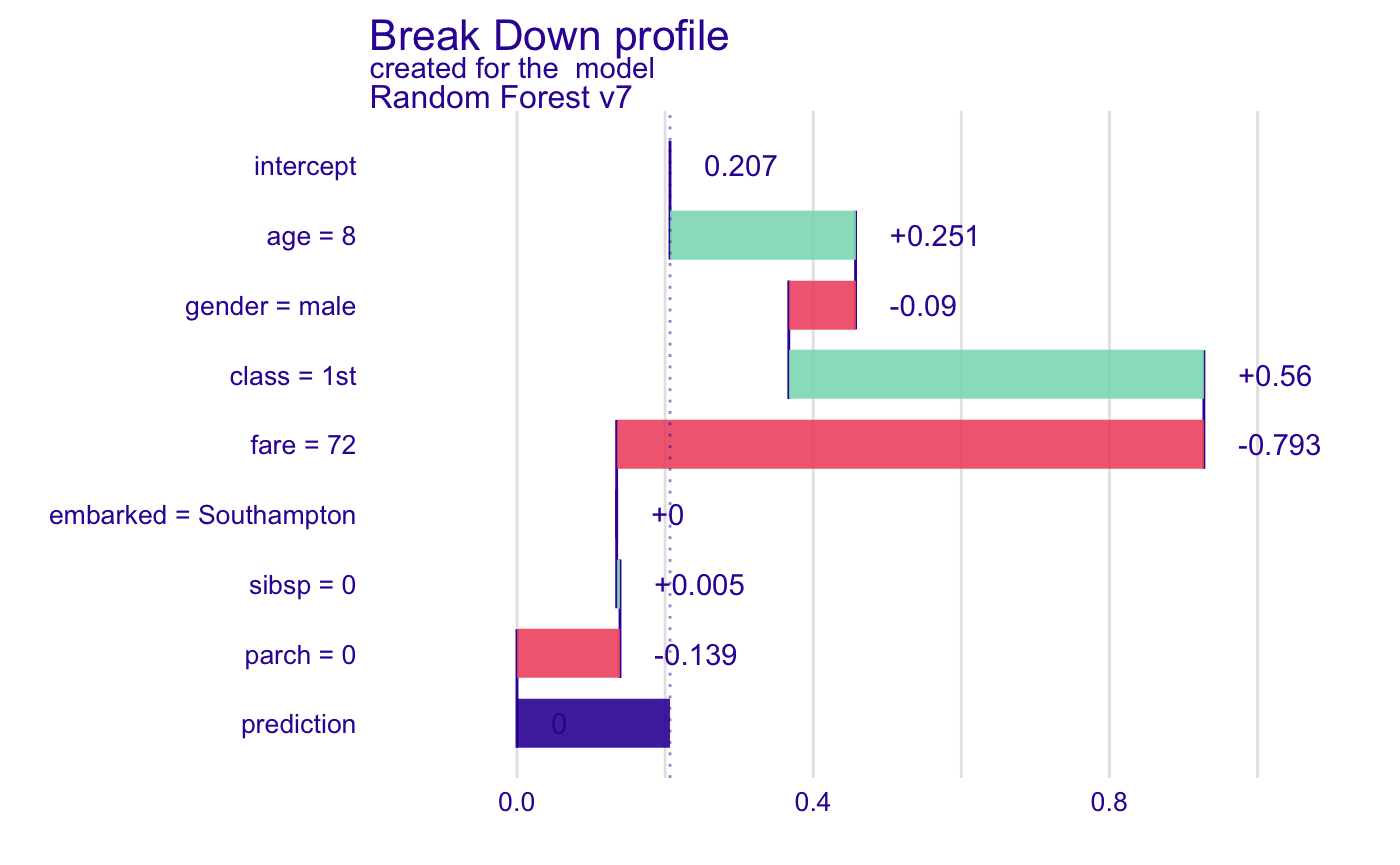 Break Down profile
created for the  model
Random Forest v7
intercept 0.207
age = 8 +0.251
gender = male -0.09
class = 1st +0.56
fare = 72 -0.793
embarked = Southampton +0
sibsp = 0 +0.005
parch = 0 -0.139
prediction 0
0.0 0.4 0.8